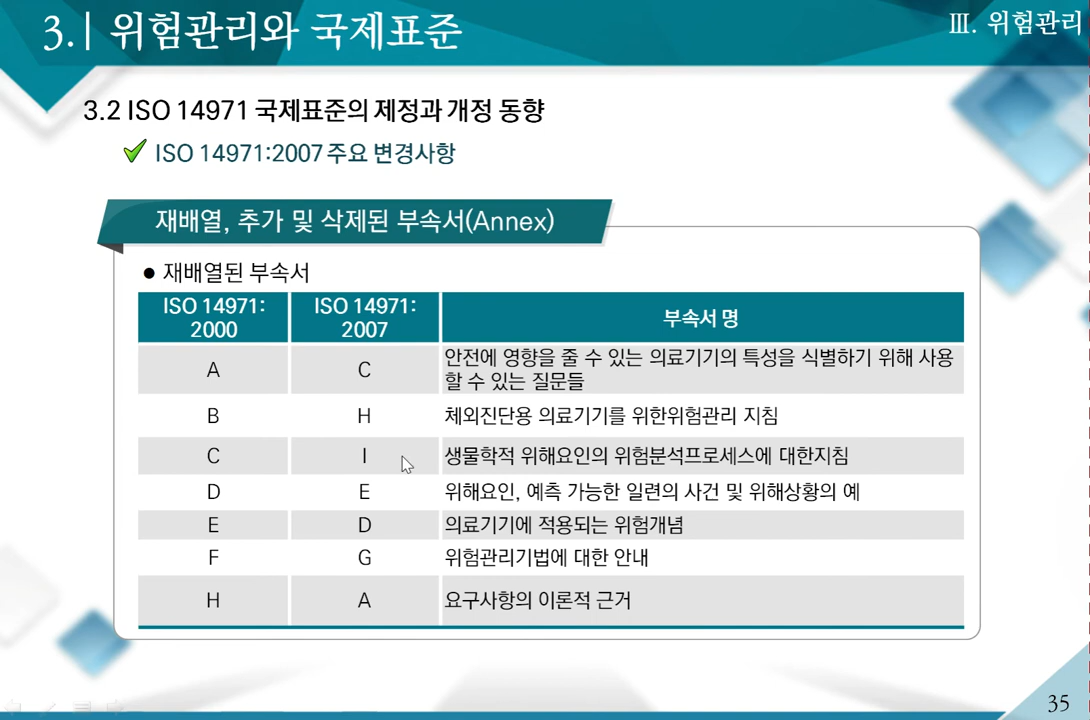 3. | 위험관리와 국제표준
Ⅲ. 위험관리
3.2 ISO 14971 국제표준의 제정과 개정 동향
ISO 14971:2007 주요 변경사항
재배열, 추가 및 삭제된 부속서(Annex)
● 재배열된 부속서
ISO 14971: 2000 | ISO 14971: 2007 | 부속서 명
A C 안전에 영향을 줄 수 있는 의료기기의 특성을 식별하기 위해 사용
할 수 있는 질문들
B H 체외진단용 의료기기를 위한위험관리 지침
C I 생물학적 위해요인의 위험분석프로세스에 대한지침
D E 위해요인, 예측 가능한 일련의 사건 및 위해상황의 예
E D 의료기기에 적용되는 위험개념
F G 위험관리기법에 대한 안내
H A 요구사항의 이론적 근거
35